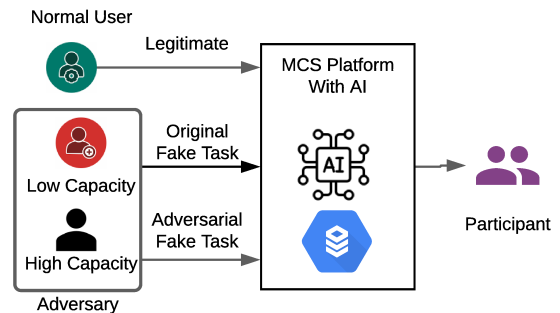 Normal User
Legitimate
MCS Platform
With AI
Original
Fake Task
Low Capacity
AI
Adversarial
Fake Task
High Capacity
Participant
Adversary